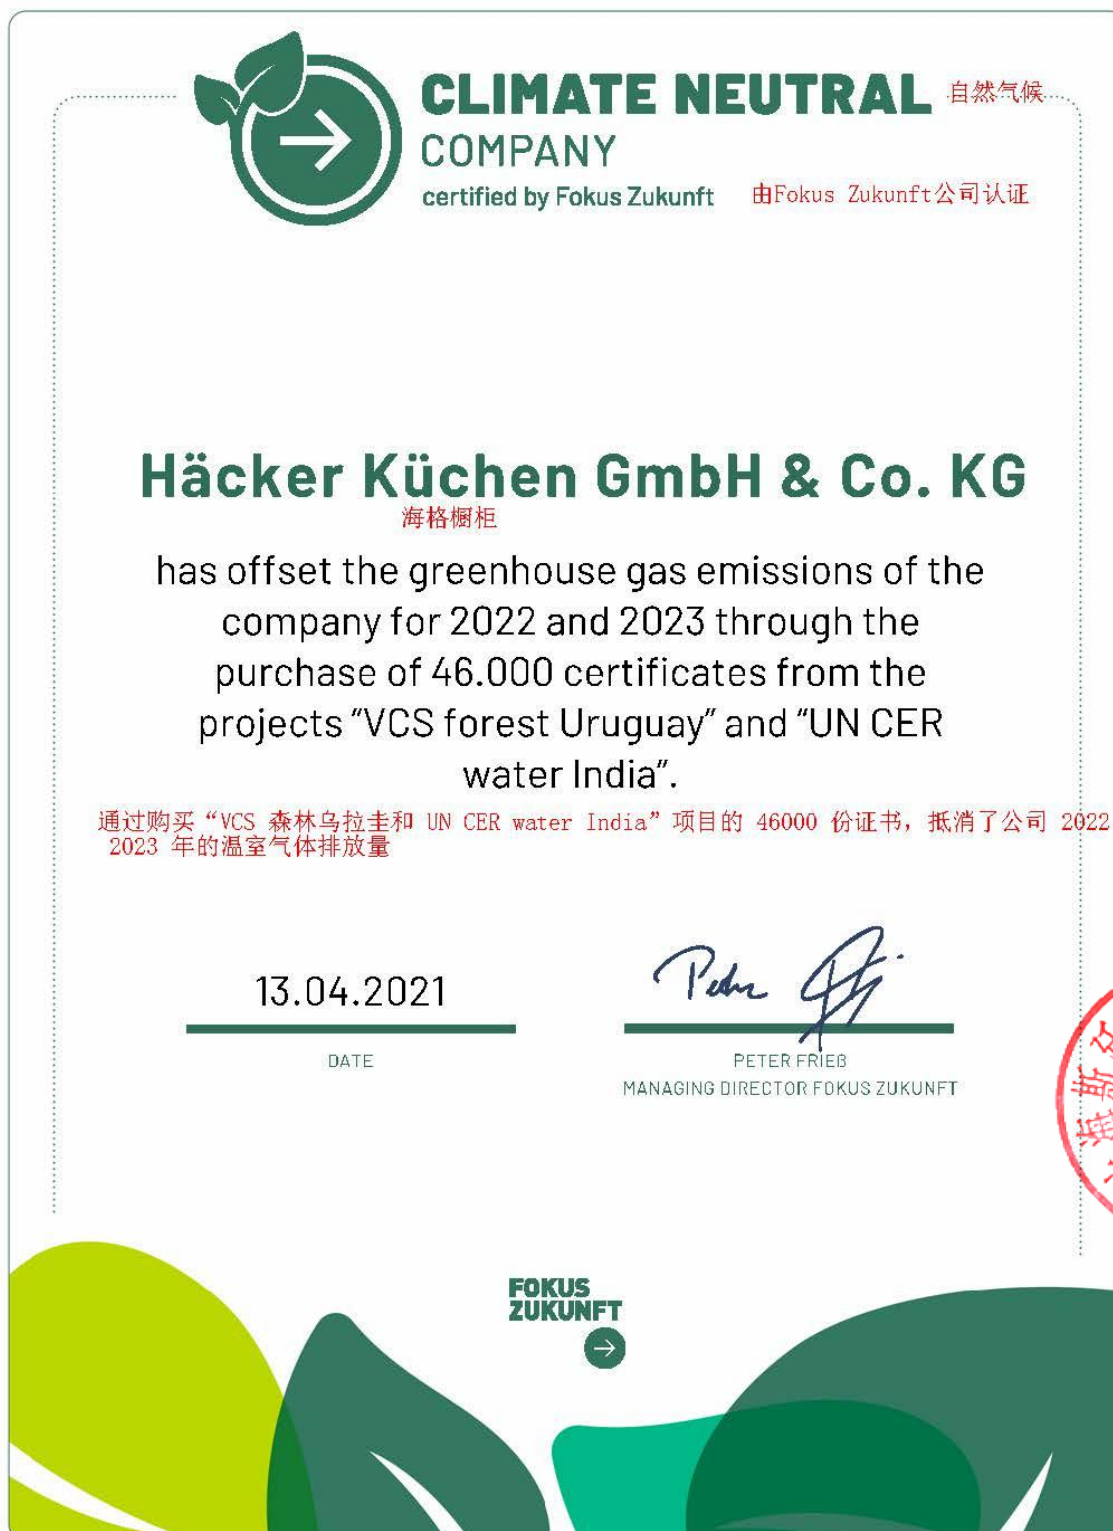 CLIMATE NEUTRAL 自然气候
COMPANY
certified by Fokus Zukunft 由Fokus Zukunft公司认证
Häcker Küchen GmbH & Co. KG
海格橱柜
has offset the greenhouse gas emissions of the
company for 2022 and 2023 through the
purchase of 46.000 certificates from the
projects “VCS forest Uruguay” and “UN CER
water India”.
通过购买“VCS 森林乌拉圭和 UN CER water India”项目的 46000 份证书，抵消了公司 2022
2023 年的温室气体排放量
13.04.2021
DATE
PETER FRIEß
MANAGING DIRECTOR FOKUS ZUKUNFT
海斯
FOKUS
ZUKUNFT